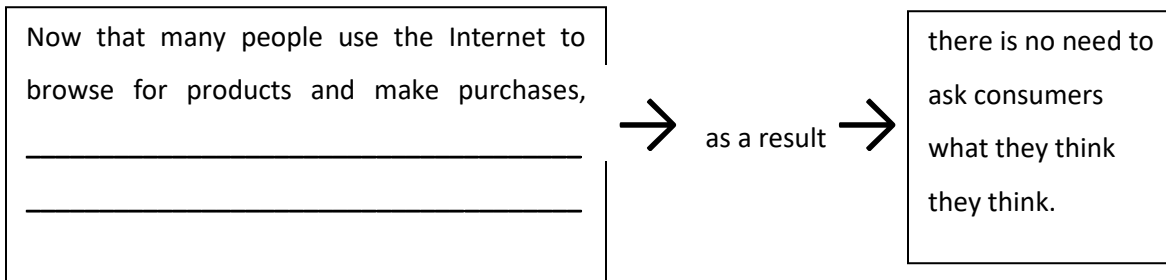 Now that many people use the Internet to
browse for products and make purchases,
as a result
there is no need to
ask consumers
what they think
they think.